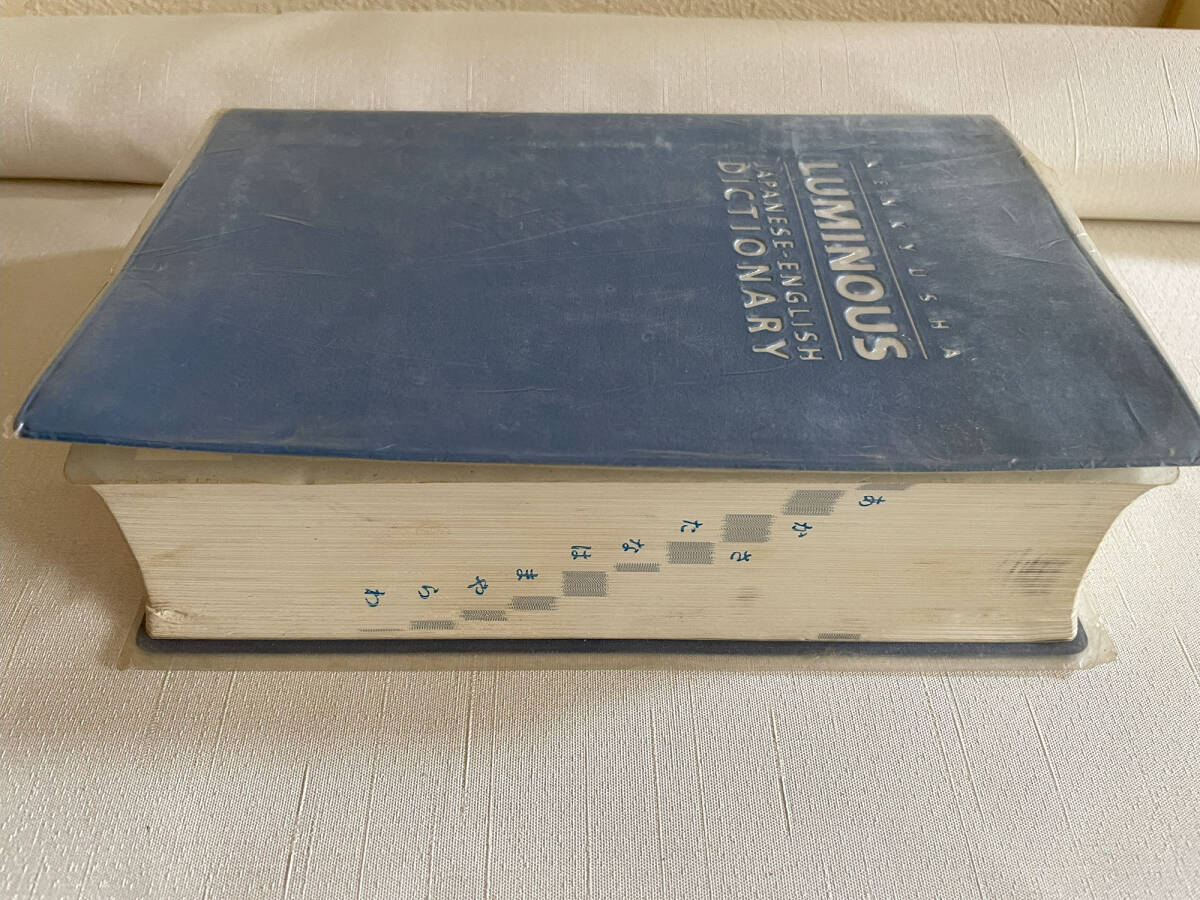 KENKYUSHA
LUMINOUS
JAPANESE-ENGLISH
DICTIONARY
あ
か
さ
た
な
は
ま
や
ら
わ